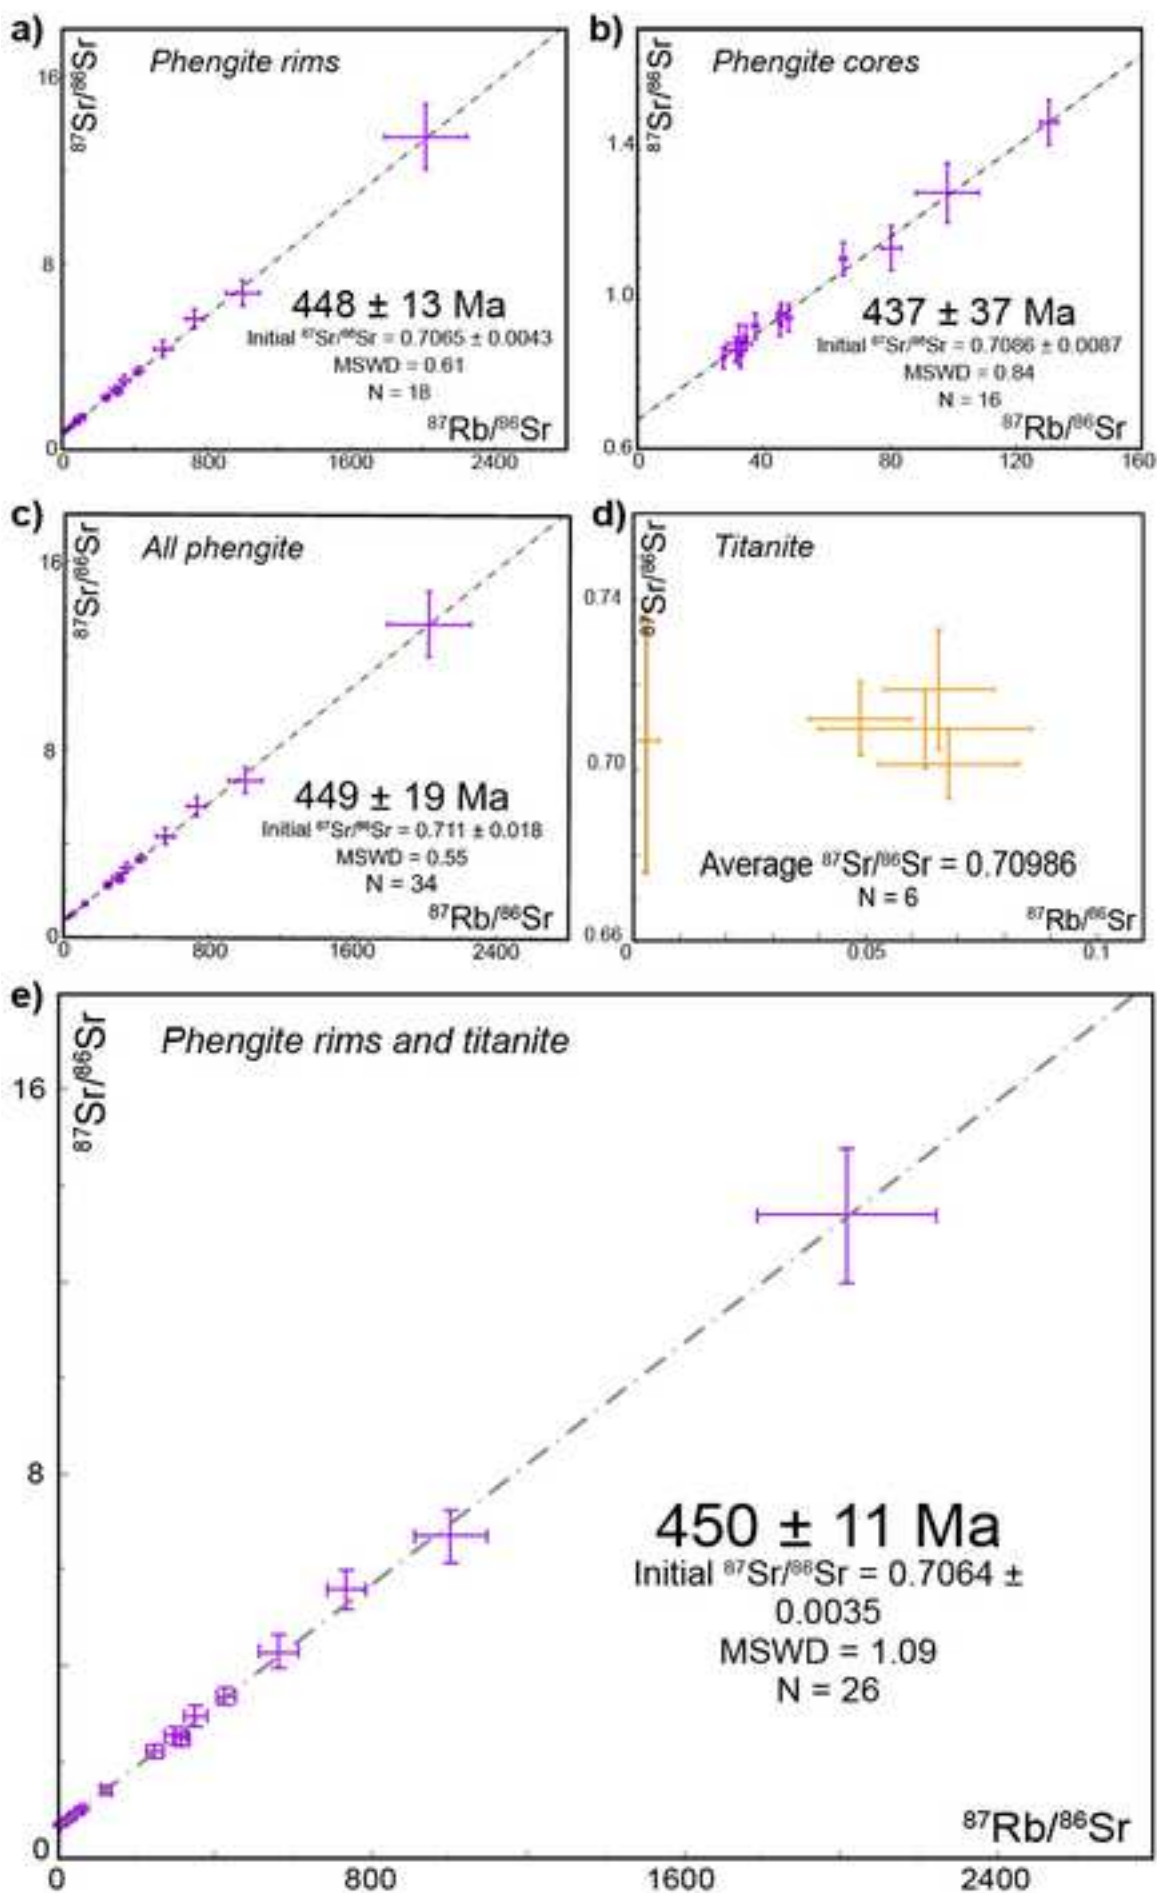 a)
Phengite rims
⁸⁷Sr/⁸⁶Sr
16
8
0
448 ± 13 Ma
Initial ⁸⁷Sr/⁸⁶Sr = 0.7065 ± 0.0043
MSWD = 0.61
N = 18
⁸⁷Rb/⁸⁶Sr
0 800 1600 2400
b)
Phengite cores
⁸⁷Sr/⁸⁶Sr
1.4
1.0
0.6
437 ± 37 Ma
Initial ⁸⁷Sr/⁸⁶Sr = 0.7086 ± 0.0087
MSWD = 0.84
N = 16
⁸⁷Rb/⁸⁶Sr
0 40 80 120 160
c)
All phengite
⁸⁷Sr/⁸⁶Sr
16
8
0
449 ± 19 Ma
Initial ⁸⁷Sr/⁸⁶Sr = 0.711 ± 0.018
MSWD = 0.55
N = 34
⁸⁷Rb/⁸⁶Sr
0 800 1600 2400
d)
Titanite
⁸⁷Sr/⁸⁶Sr
0.74
0.70
0.66
Average ⁸⁷Sr/⁸⁶Sr = 0.70986
N = 6
⁸⁷Rb/⁸⁶Sr
0 0.05 0.1
e)
Phengite rims and titanite
⁸⁷Sr/⁸⁶Sr
16
8
0
450 ± 11 Ma
Initial ⁸⁷Sr/⁸⁶Sr = 0.7064 ±
0.0035
MSWD = 1.09
N = 26
⁸⁷Rb/⁸⁶Sr
0 800 1600 2400